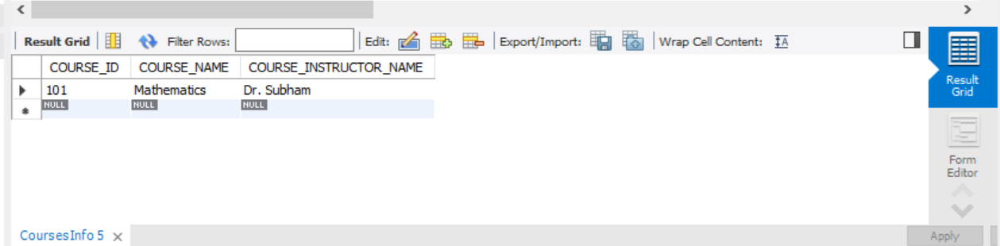 Result Grid Filter Rows: Edit: Export/Import: Wrap Cell Content: ĪA
COURSE_ID COURSE_NAME COURSE_INSTRUCTOR_NAME
101 Mathematics Dr. Subham
NULL NULL NULL
Result
Grid
Form
Editor
CoursesInfo 5
Apply